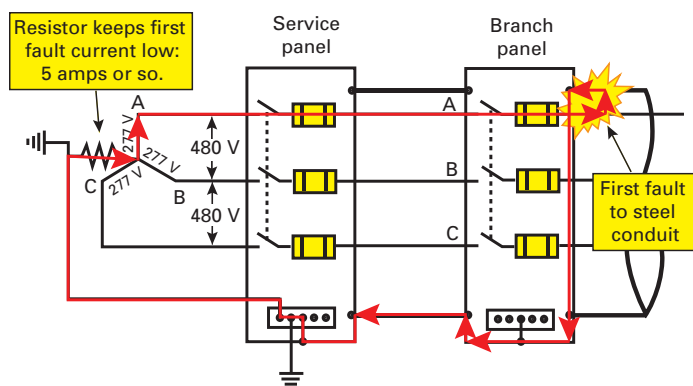 Resistor keeps first
fault current low:
5 amps or so.
Service
panel
Branch
panel
A
277 V
277 V
277 V
C
B
480 V
480 V
A
B
C
First fault
to steel
conduit